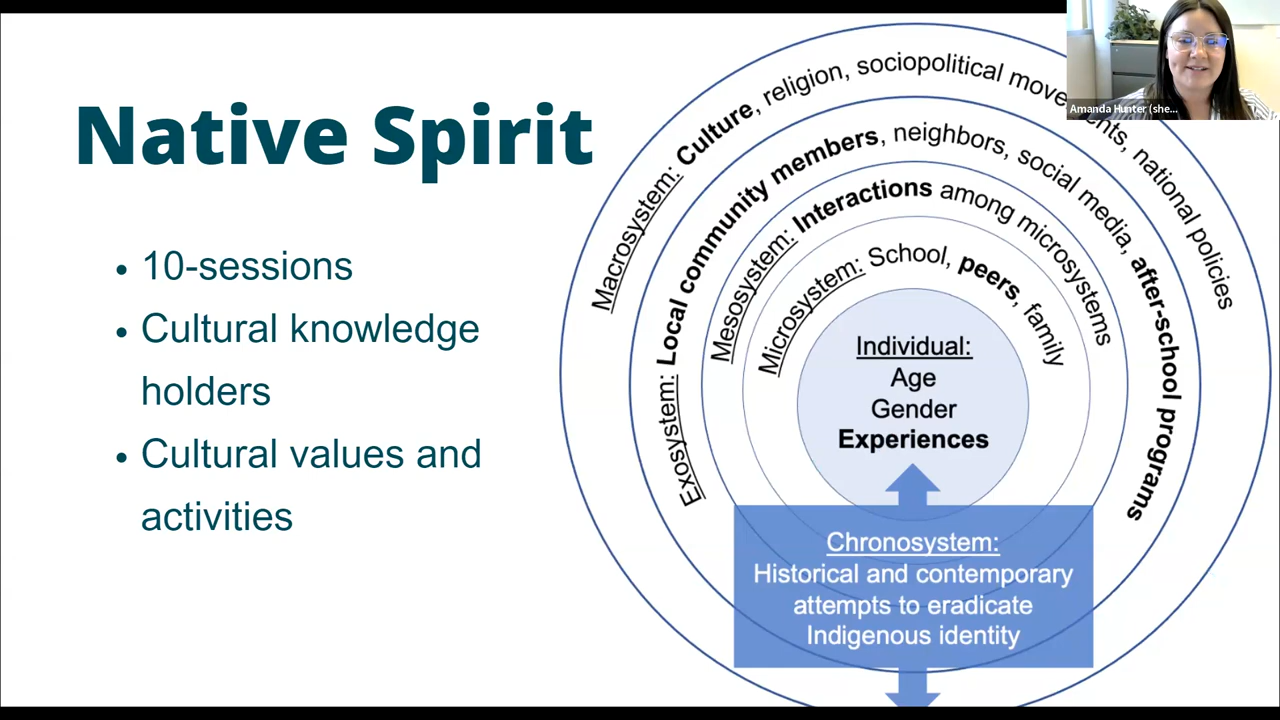 Native Spirit
• 10-sessions
• Cultural knowledge
holders
• Cultural values and
activities
Macrosystem: Culture, religion, sociopolitical move ents, national policies
Exosystem: Local community members, neighbors, social media, after-school programs
Mesosystem: Interactions among microsystems
Microsystem: School, peers, family
Individual:
Age
Gender
Experiences
Chronosystem:
Historical and contemporary
attempts to eradicate
Indigenous identity
Amanda Hunter (she...